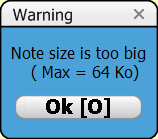 Warning
Note size is too big
( Max = 64 Ko)
Ok [O]